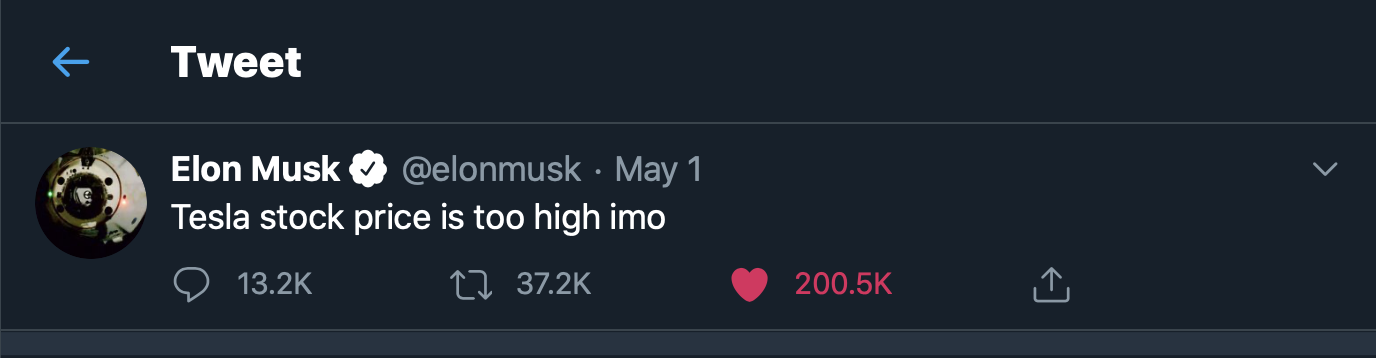 Tweet
Elon Musk @elonmusk · May 1
Tesla stock price is too high imo
13.2K 37.2K 200.5K